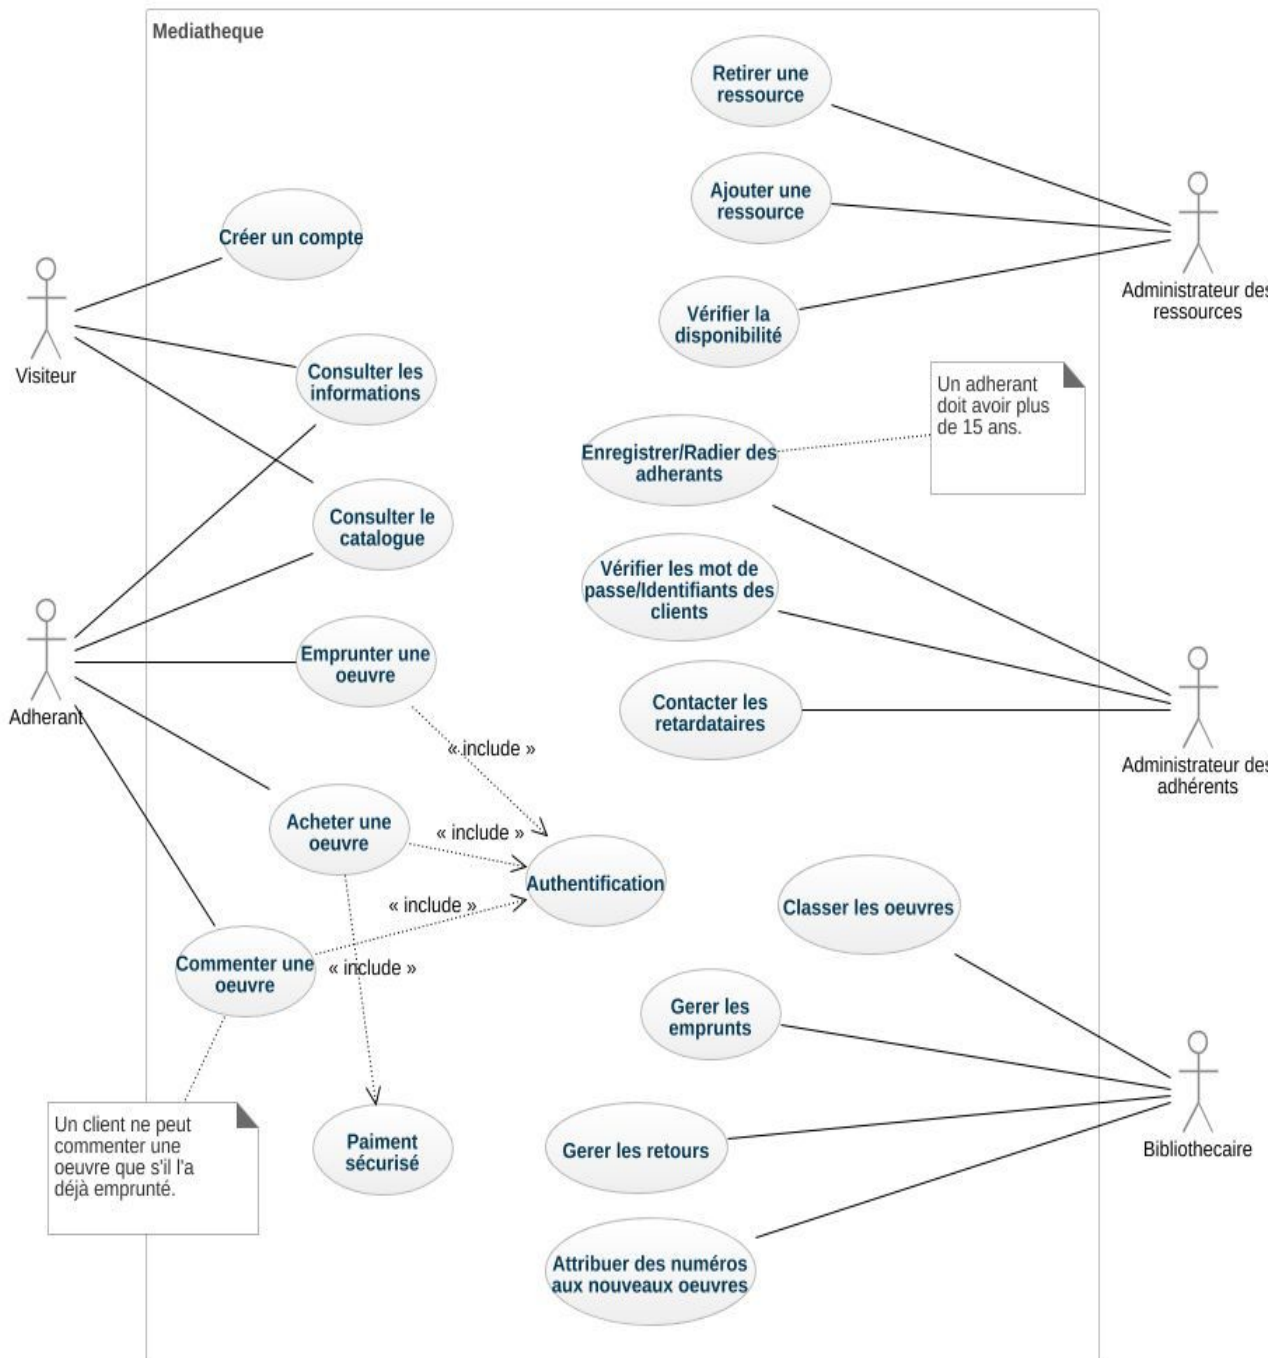 Mediatheque
Retirer une
ressource
Ajouter une
ressource
Créer un compte
Administrateur des
ressources
Vérifier la
disponibilité
Visiteur
Consulter les
informations
Un adherant
doit avoir plus
de 15 ans.
Enregistrer/Radier des
adherants
Consulter le
catalogue
Vérifier les mot de
passe/Identifiants des
clients
Emprunter une
oeuvre
Adherant
Contacter les
retardataires
Administrateur des
adhérents
« include »
Acheter une
oeuvre
« include »
Authentification
« include »
Classer les oeuvres
Commenter une
oeuvre
« include »
Gerer les
emprunts
Un client ne peut
commenter une
oeuvre que s'il l'a
déjà emprunté.
Paiment
sécurisé
Gerer les retours
Bibliothecaire
Attribuer des numéros
aux nouveaux oeuvres